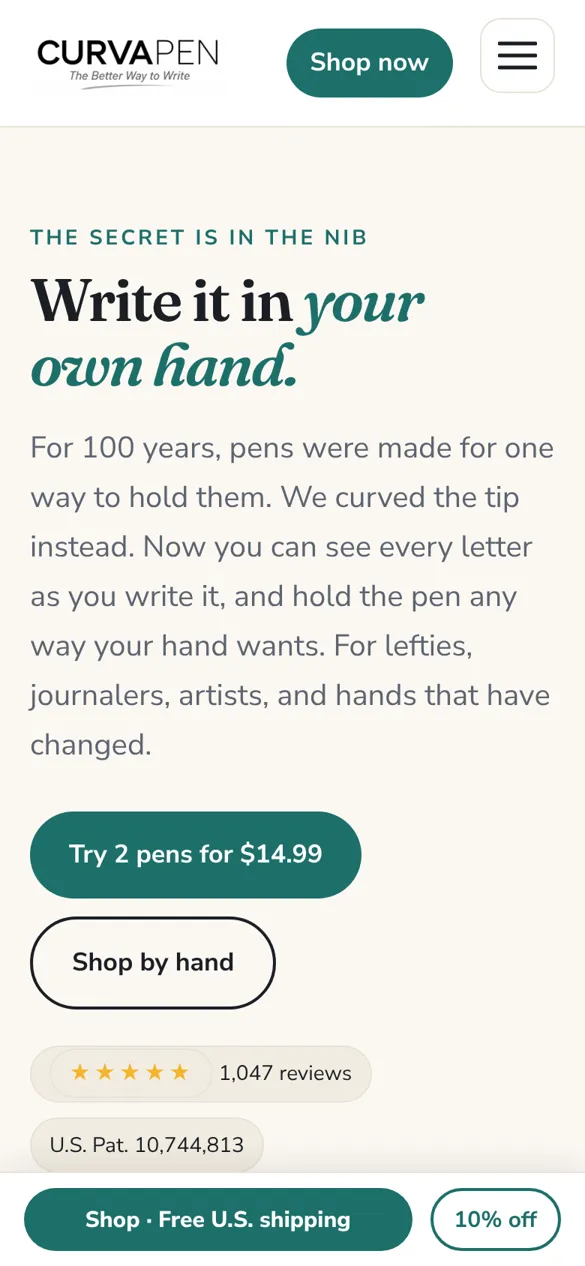 CURVAPEN
The Better Way to Write
Shop now
THE SECRET IS IN THE NIB
Write it in your
own hand.
For 100 years, pens were made for one
way to hold them. We curved the tip
instead. Now you can see every letter
as you write it, and hold the pen any
way your hand wants. For lefties,
journalers, artists, and hands that have
changed.
Try 2 pens for $14.99
Shop by hand
★★★★★ 1,047 reviews
U.S. Pat. 10,744,813
Shop · Free U.S. shipping
10% off